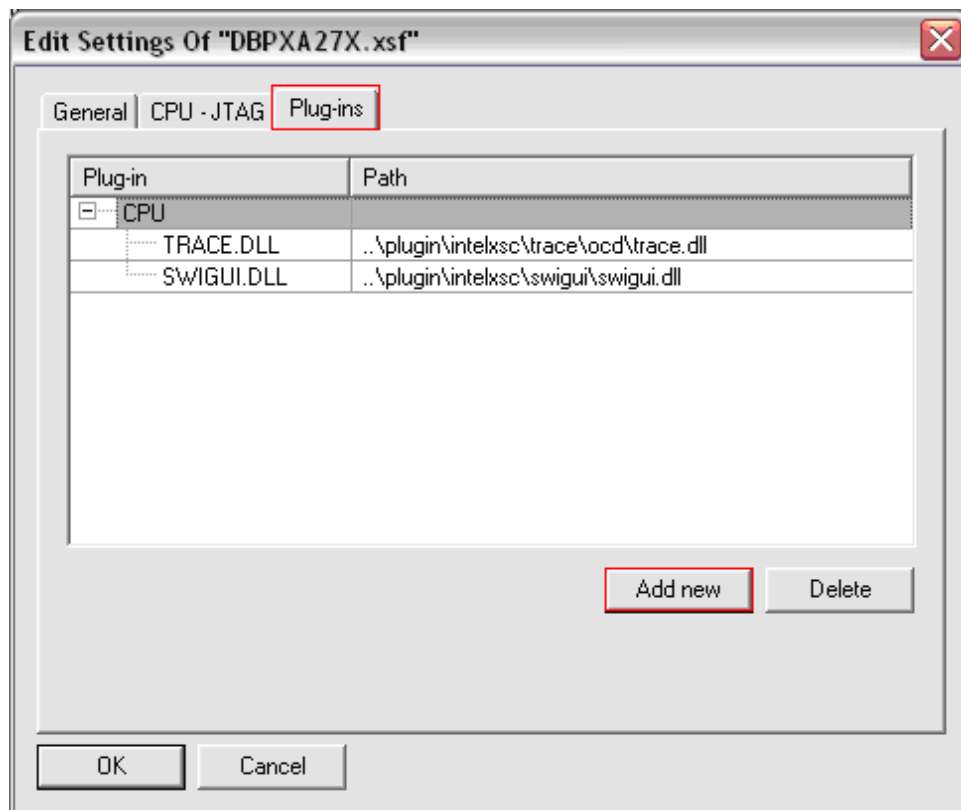 Edit Settings Of "DBPXA27X.xsf"
General CPU - JTAG Plug-ins
Plug-in Path
CPU
TRACE.DLL ..\plugin\intelxsc\trace\ocd\trace.dll
SWIGUI.DLL ..\plugin\intelxsc\swigui\swigui.dll
Add new Delete
OK Cancel